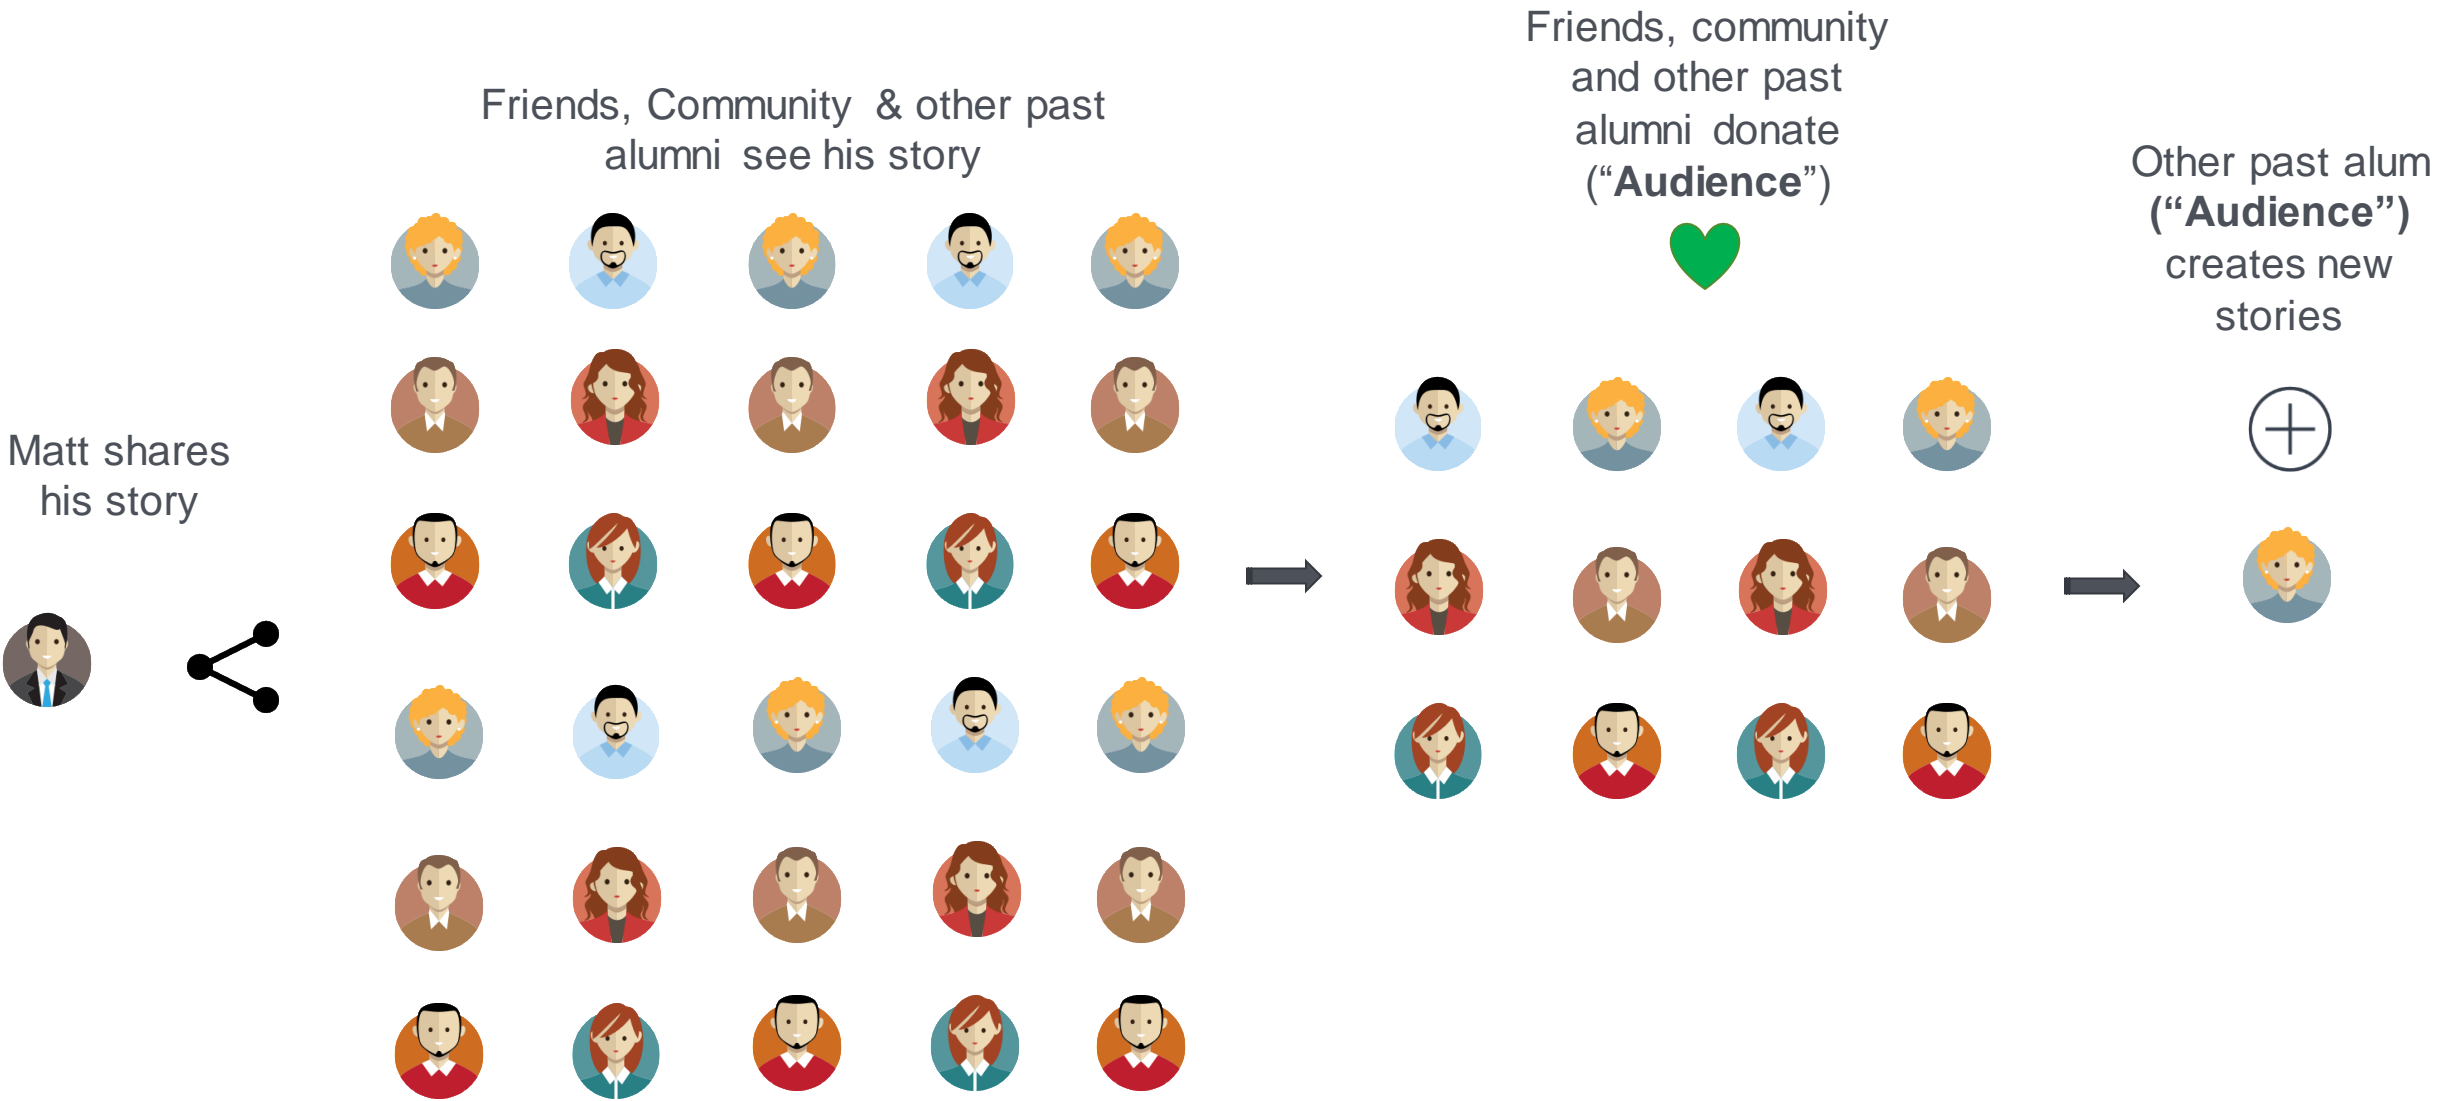 Matt shares
his story
Friends, Community & other past
alumni see his story
Friends, community
and other past
alumni donate
(“Audience”)
Other past alum
(“Audience”)
creates new
stories